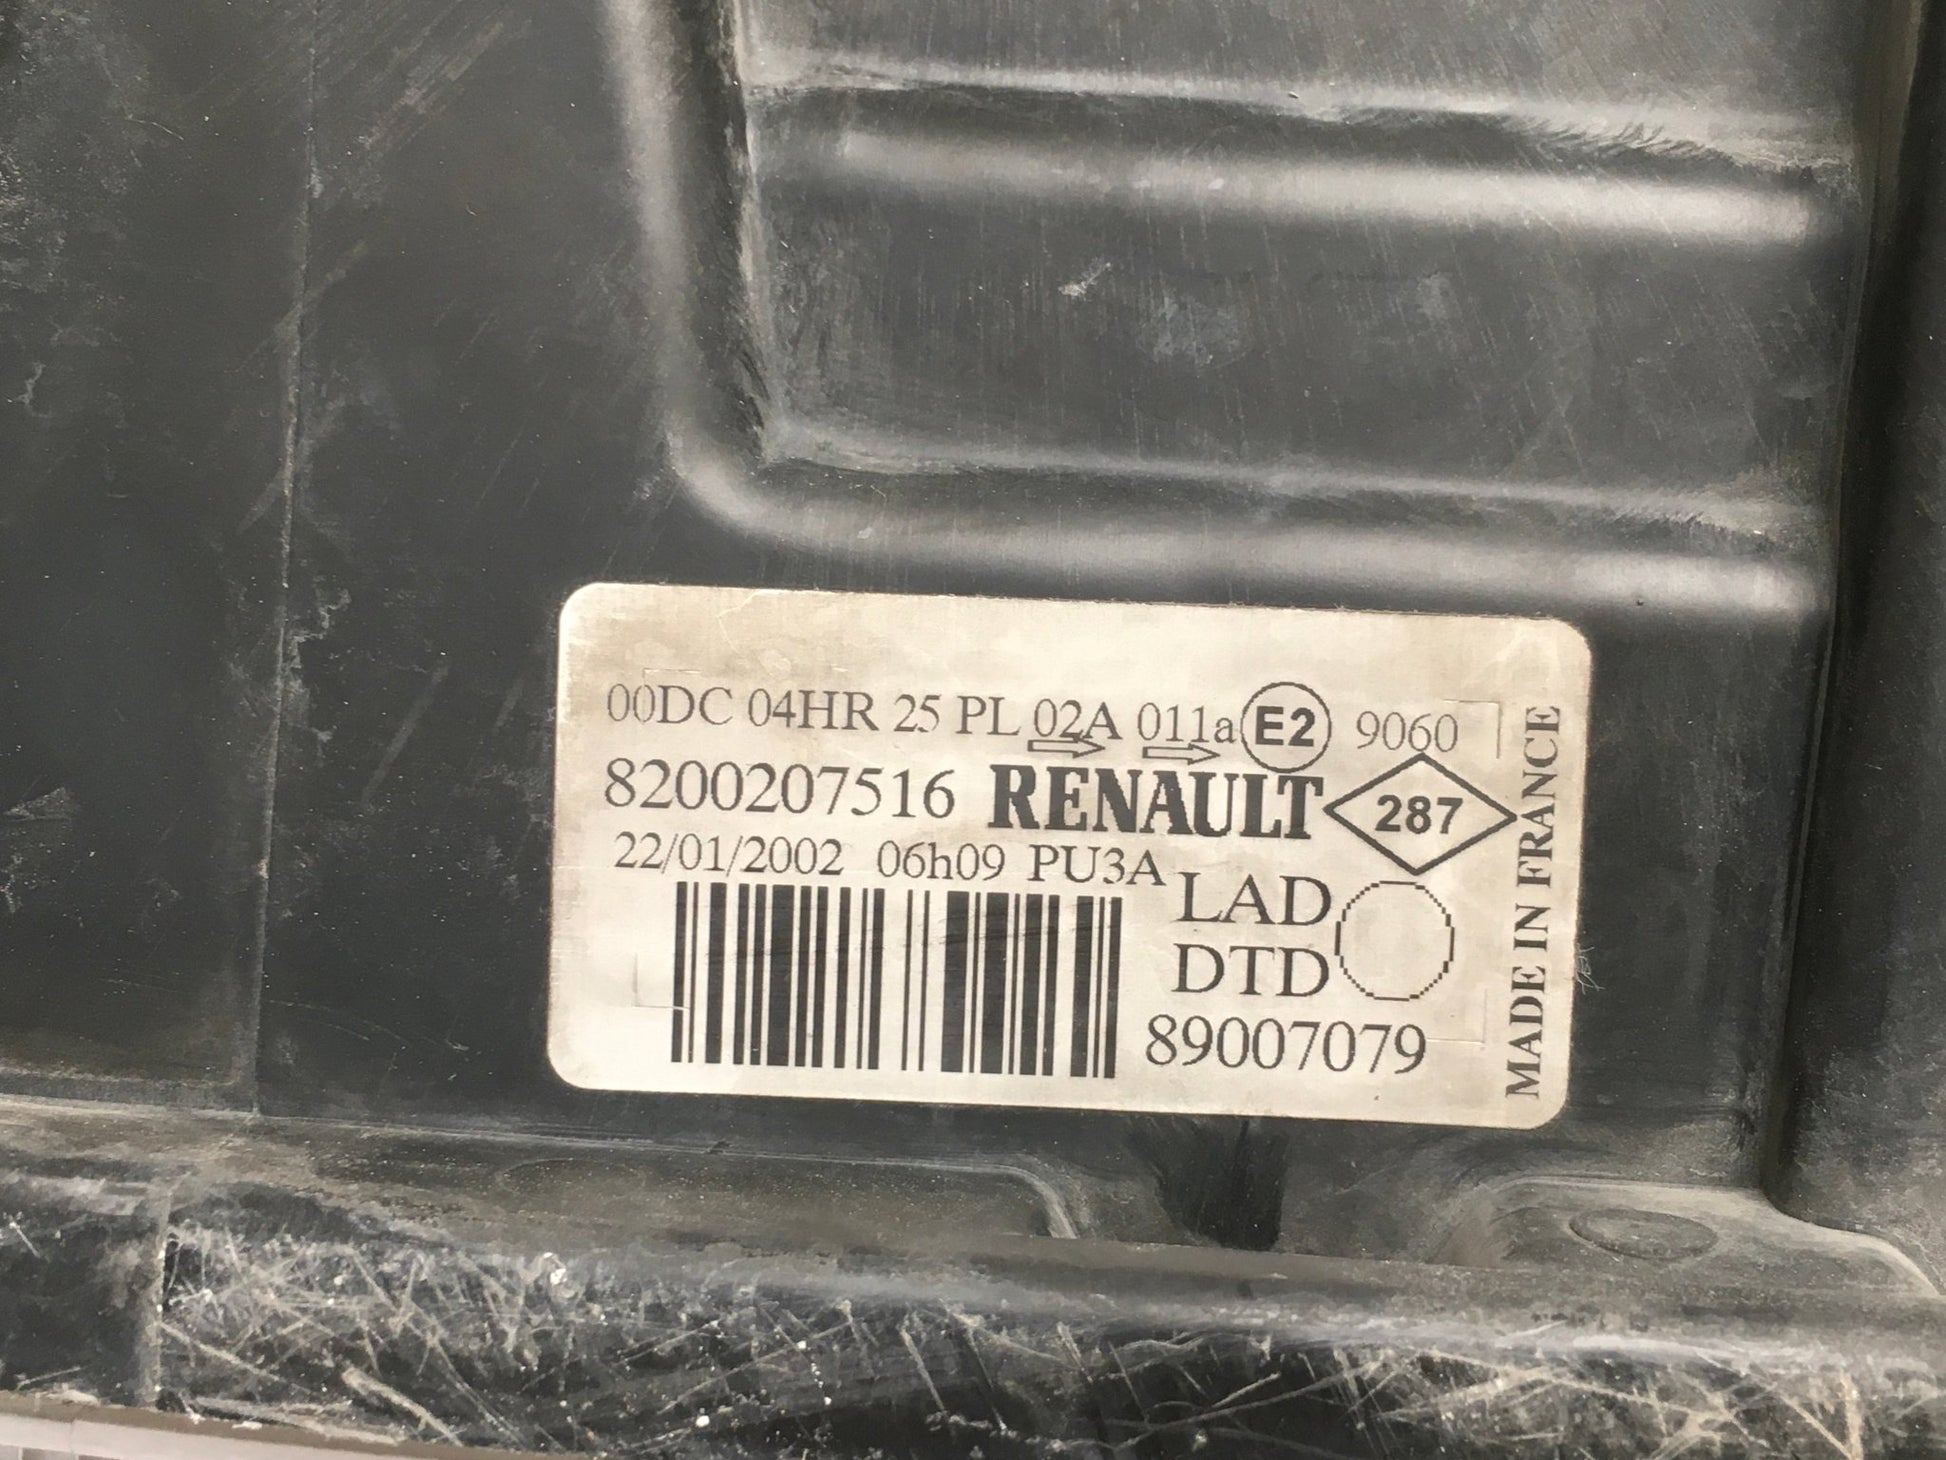 00DC 04HR 25 PL 02A 011a E2 9060
8200207516 RENAULT 287
22/01/2002 06h09 PU3A
LAD
DTD
89007079
MADE IN FRANCE